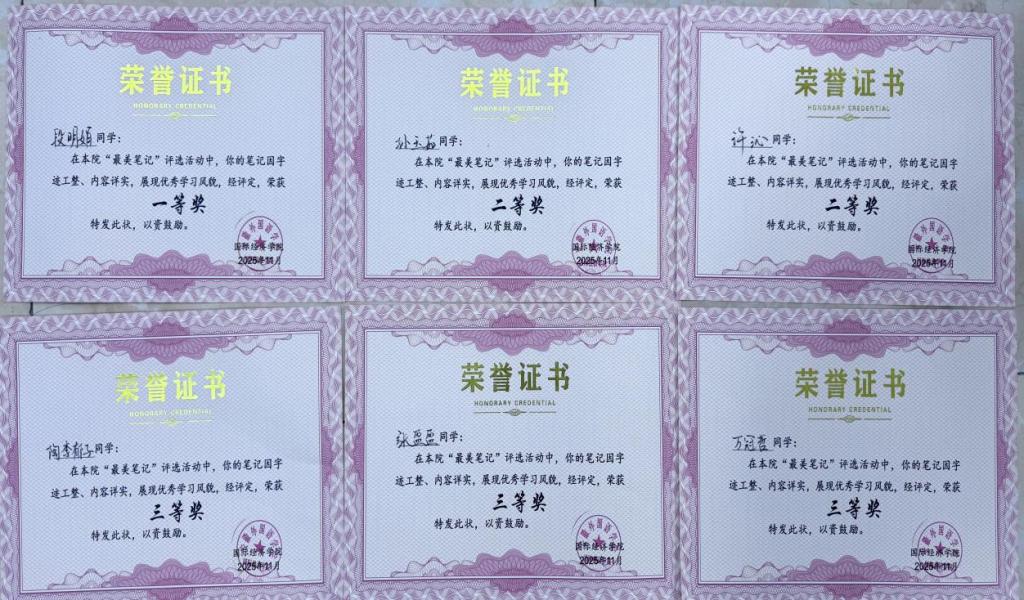 荣誉证书
HONORARY CREDENTIAL
段明娟同学：
在本院“最美笔记”评选活动中，你的笔记因字
迹工整、内容详实，展现优秀学习风貌，经评定，荣获
一等奖
特发此状，以资鼓励。
国际经济学院
2025年11月
荣誉证书
HONORARY CREDENTIAL
同学：
在本院“最美笔记”评选活动中，你的笔记因字
迹工整、内容详实，展现优秀学习风貌，经评定，荣获
二等奖
特发此状，以资鼓励。
国际经济学院
2025年11月
荣誉证书
HONORARY CREDENTIAL
许沁同学：
在本院“最美笔记”评选活动中，你的笔记因字
迹工整、内容详实，展现优秀学习风貌，经评定，荣获
二等奖
特发此状，以资鼓励。
国际经济学院
2025年11月
荣誉证书
HONORARY CREDENTIAL
陶李育子同学：
在本院“最美笔记”评选活动中，你的笔记因字
迹工整、内容详实，展现优秀学习风貌，经评定，荣获
三等奖
特发此状，以资鼓励。
国际经济学院
2025年11月
荣誉证书
HONORARY CREDENTIAL
张盈盈同学：
在本院“最美笔记”评选活动中，你的笔记因字
迹工整、内容详实，展现优秀学习风貌，经评定，荣获
三等奖
特发此状，以资鼓励。
国际经济学院
2025年11月
荣誉证书
HONORARY CREDENTIAL
万冠哲同学：
在本院“最美笔记”评选活动中，你的笔记因字
迹工整、内容详实，展现优秀学习风貌，经评定，荣获
三等奖
特发此状，以资鼓励。
国际经济学院
2025年11月